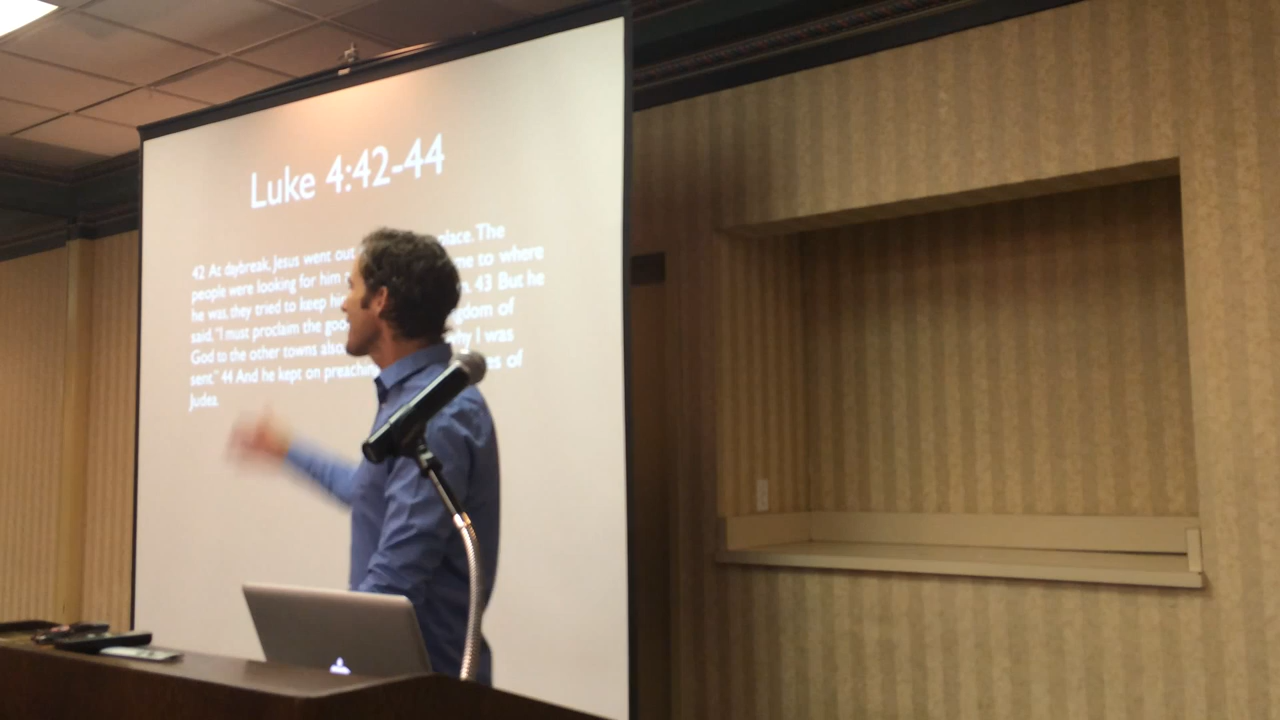 Luke 4:42-44
42 At daybreak, Jesus went out place. The
people were looking for him me to where
he was, they tried to keep hi 43 But he
said, "I must proclaim the goo gdom of
God to the other towns also why I was
sent." 44 And he kept on preachin es of
Judea.